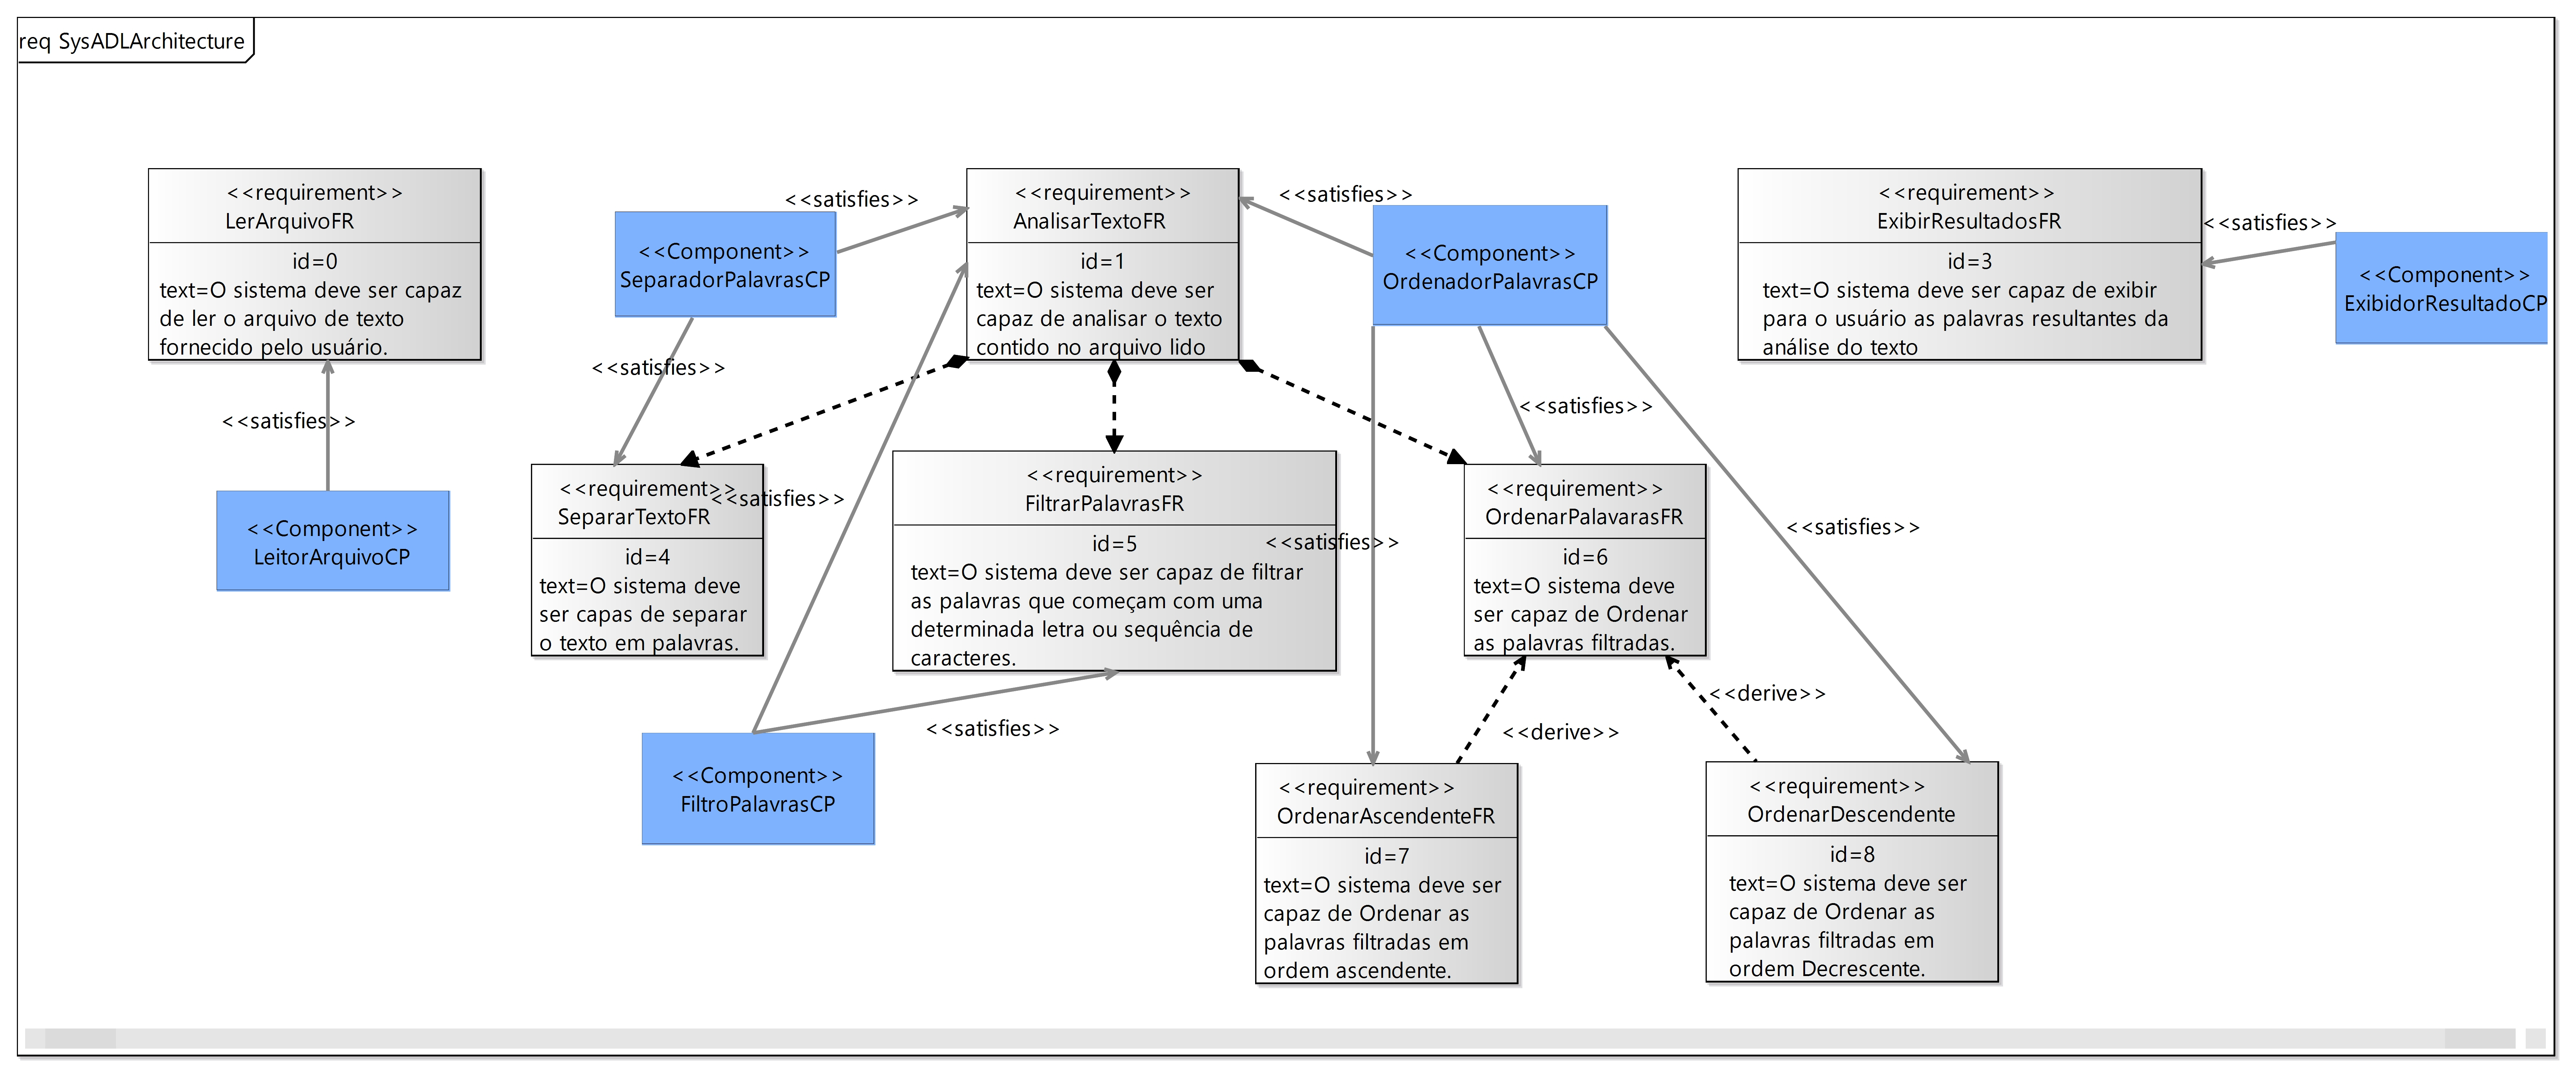 req SysADLArchitecture
<<requirement>>
LerArquivoFR
id=0
text=O sistema deve ser capaz
de ler o arquivo de texto
fornecido pelo usuário.
<<satisfies>>
<<Component>>
LeitorArquivoCP
<<satisfies>>
<<Component>>
SeparadorPalavrasCP
<<satisfies>>
<<requirement>>
AnalisarTextoFR
id=1
text=O sistema deve ser
capaz de analisar o texto
contido no arquivo lido
<<satisfies>>
<<Component>>
OrdenadorPalavrasCP
<<satisfies>>
<<requirement>>
ExibirResultadosFR
id=3
text=O sistema deve ser capaz de exibir
para o usuário as palavras resultantes da
análise do texto
<<satisfies>>
<<Component>>
ExibidorResultadoCP
<<requirement>>
SepararTextoFR
id=4
text=O sistema deve
ser capas de separar
o texto em palavras.
<<satisfies>>
<<requirement>>
FiltrarPalavrasFR
id=5
text=O sistema deve ser capaz de filtrar
as palavras que começam com uma
determinada letra ou sequência de
caracteres.
<<satisfies>>
<<requirement>>
OrdenarPalavarasFR
id=6
text=O sistema deve
ser capaz de Ordenar
as palavras filtradas.
<<satisfies>>
<<satisfies>>
<<Component>>
FiltroPalavrasCP
<<derive>>
<<derive>>
<<requirement>>
OrdenarAscendenteFR
id=7
text=O sistema deve ser
capaz de Ordenar as
palavras filtradas em
ordem ascendente.
<<requirement>>
OrdenarDescendente
id=8
text=O sistema deve ser
capaz de Ordenar as
palavras filtradas em
ordem Decrescente.